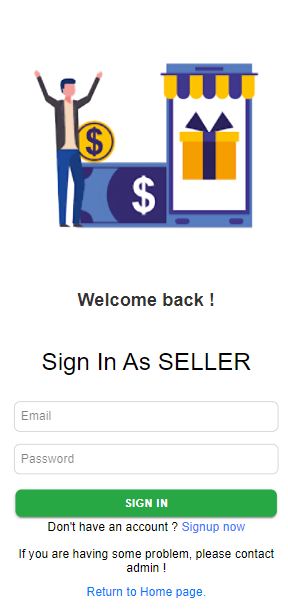 $
$
Welcome back !
Sign In As SELLER
Email
Password
SIGN IN
Don't have an account ? Signup now
If you are having some problem, please contact
admin !
Return to Home page.